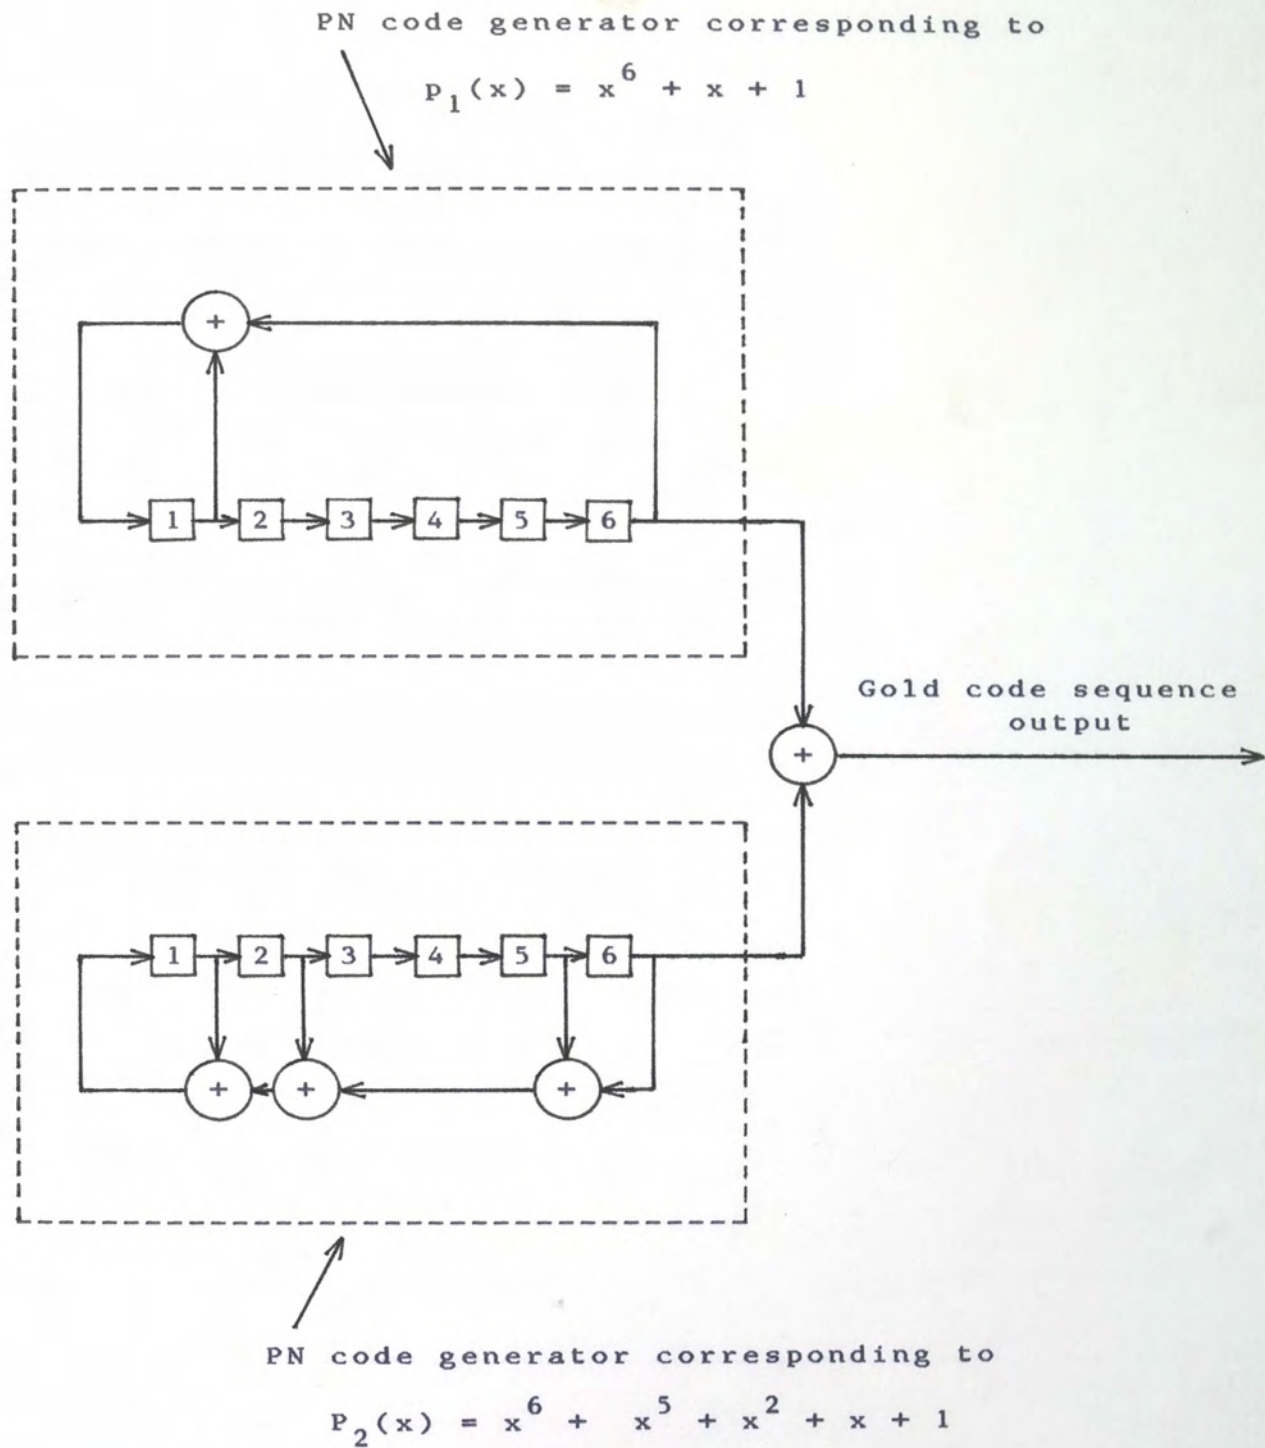 PN code generator corresponding to
p₁(x) = x⁶ + x + 1
+
1 2 3 4 5 6
Gold code sequence
output
+
1 2 3 4 5 6
+ + +
PN code generator corresponding to
P₂(x) = x⁶ + x⁵ + x² + x + 1